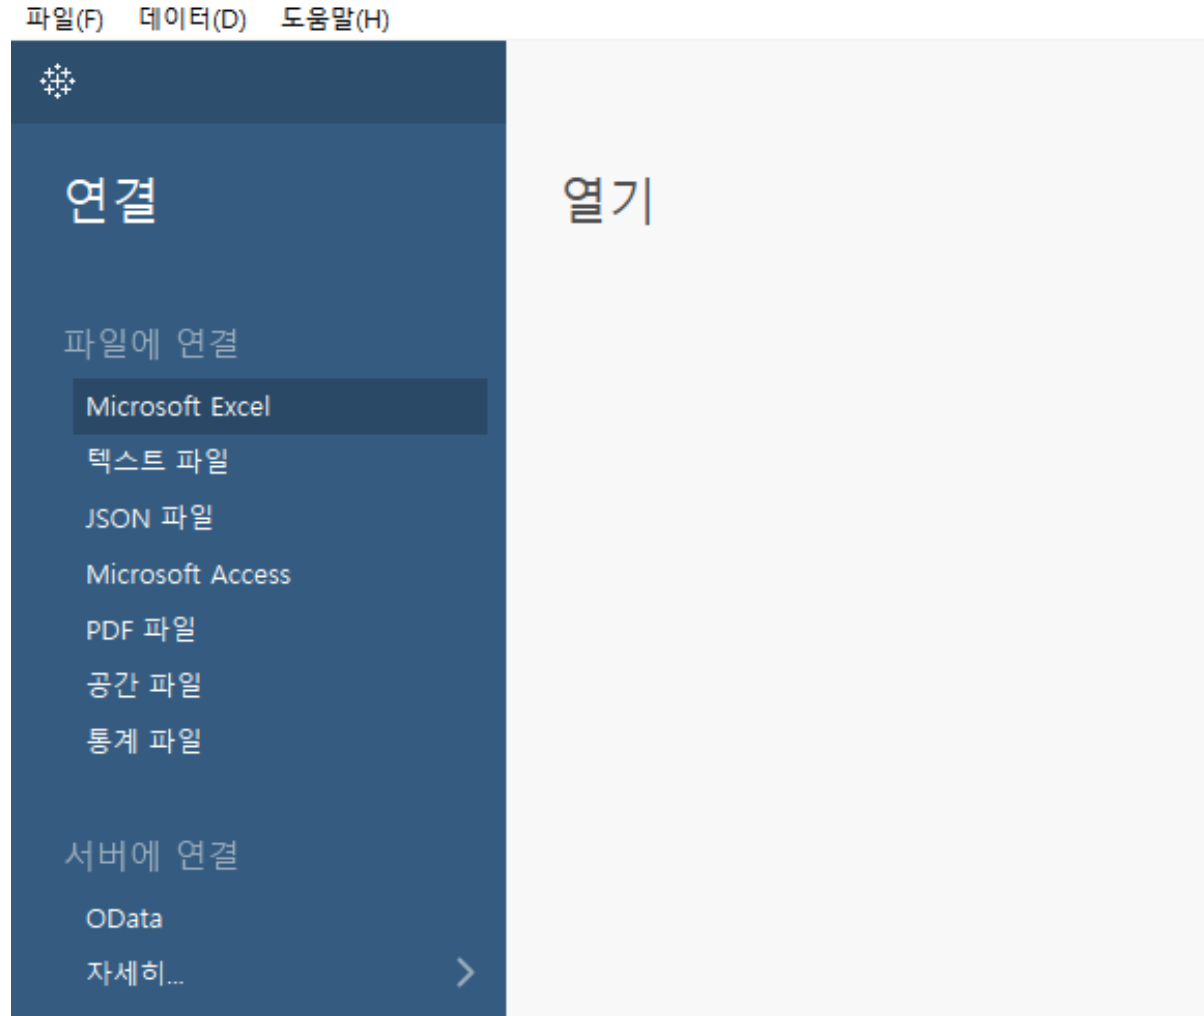 파일(F) 데이터(D) 도움말(H)
연결
열기
파일에 연결
Microsoft Excel
텍스트 파일
JSON 파일
Microsoft Access
PDF 파일
공간 파일
통계 파일
서버에 연결
OData
자세히...